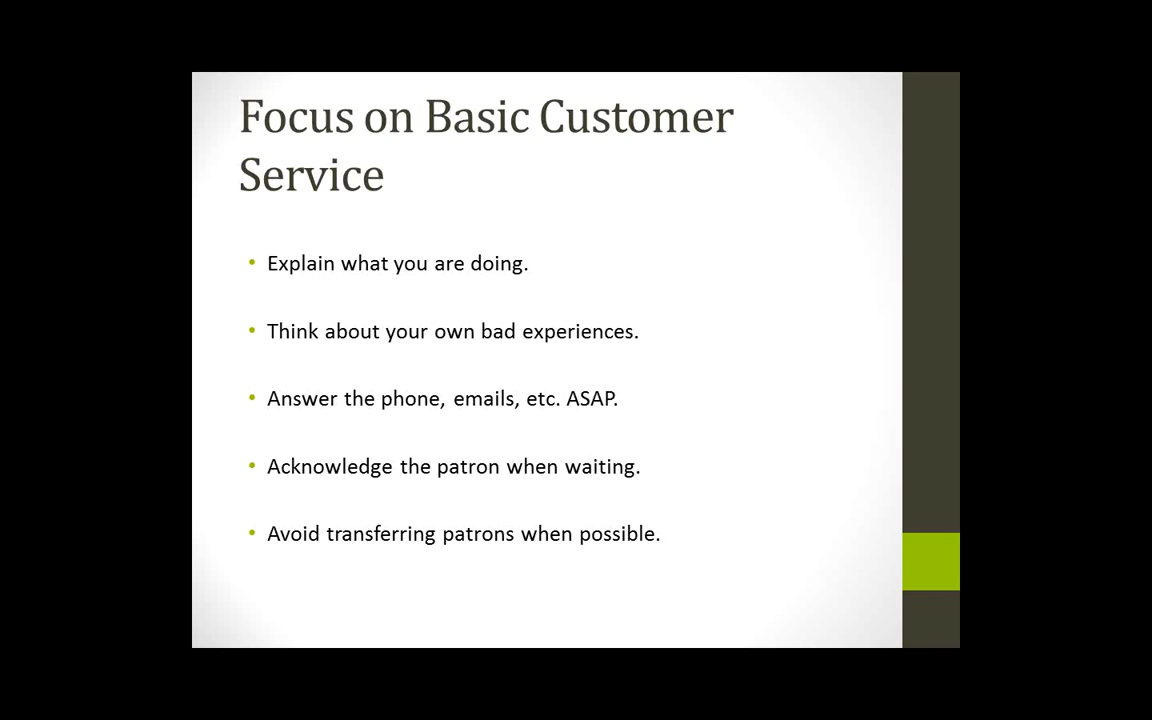 Focus on Basic Customer
Service
• Explain what you are doing.
• Think about your own bad experiences.
• Answer the phone, emails, etc. ASAP.
• Acknowledge the patron when waiting.
• Avoid transferring patrons when possible.